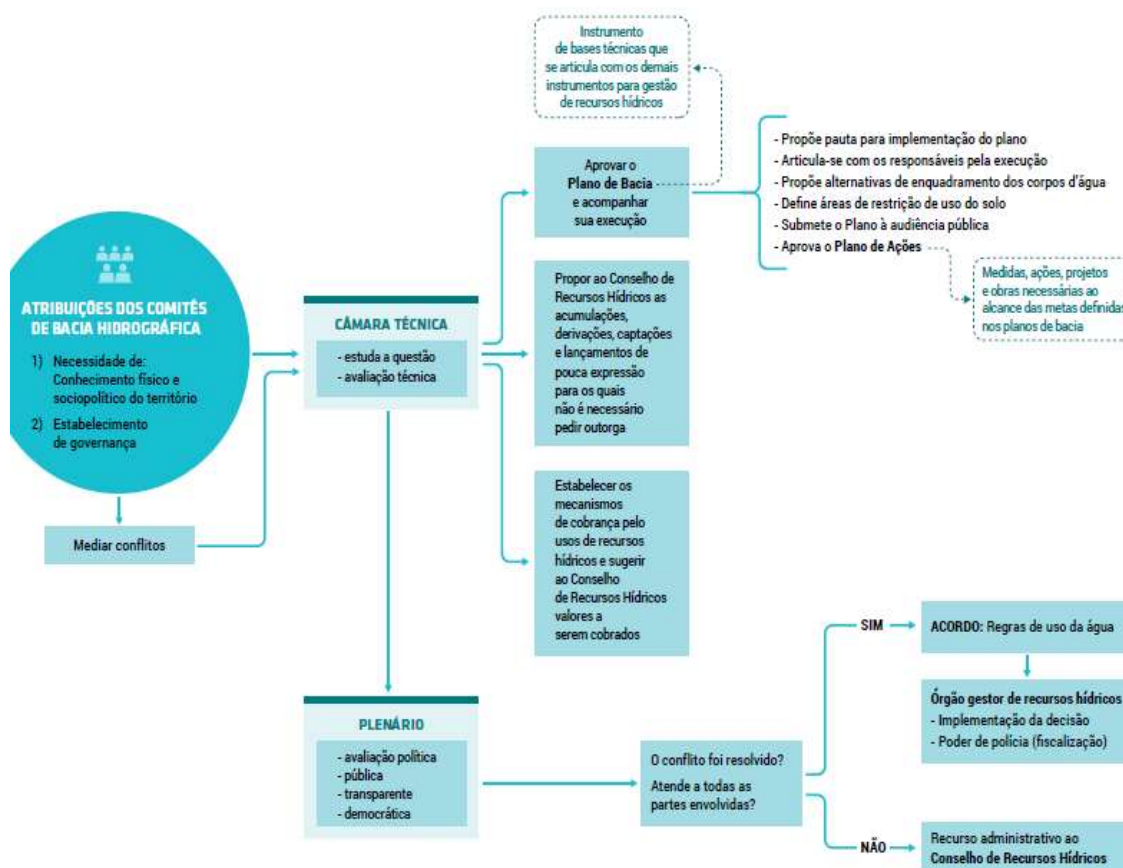 Instrumento
de bases técnicas que
se articula com os demais
instrumentos para gestão
de recursos hídricos
Aprovar o
Plano de Bacia
e acompanhar
sua execução
- Propõe pauta para implementação do plano
- Articula-se com os responsáveis pela execução
- Propõe alternativas de enquadramento dos corpos d'água
- Define áreas de restrição de uso do solo
- Submete o Plano à audiência pública
- Aprova o Plano de Ações
Medidas, ações, projetos
e obras necessárias ao
alcance das metas definidas
nos planos de bacia
ATRIBUIÇÕES DOS COMITÊS
DE BACIA HIDROGRÁFICA
1) Necessidade de:
Conhecimento físico e
sociopolítico do território
2) Estabelecimento
de governança
Mediar conflitos
CÂMARA TÉCNICA
- estuda a questão
- avaliação técnica
Propor ao Conselho de
Recursos Hídricos as
acumulações,
derivações, captações
e lançamentos de
pouca expressão
para os quais
não é necessário
pedir outorga
Estabelecer os
mecanismos
de cobrança pelo
usos de recursos
hídricos e sugerir
ao Conselho
de Recursos Hídricos
valores a
serem cobrados
PLENÁRIO
- avaliação política
- pública
- transparente
- democrática
O conflito foi resolvido?
Atende a todas as
partes envolvidas?
SIM
ACORDO: Regras de uso da água
Órgão gestor de recursos hídricos
- Implementação da decisão
- Poder de polícia (fiscalização)
NÃO
Recurso administrativo ao
Conselho de Recursos Hídricos